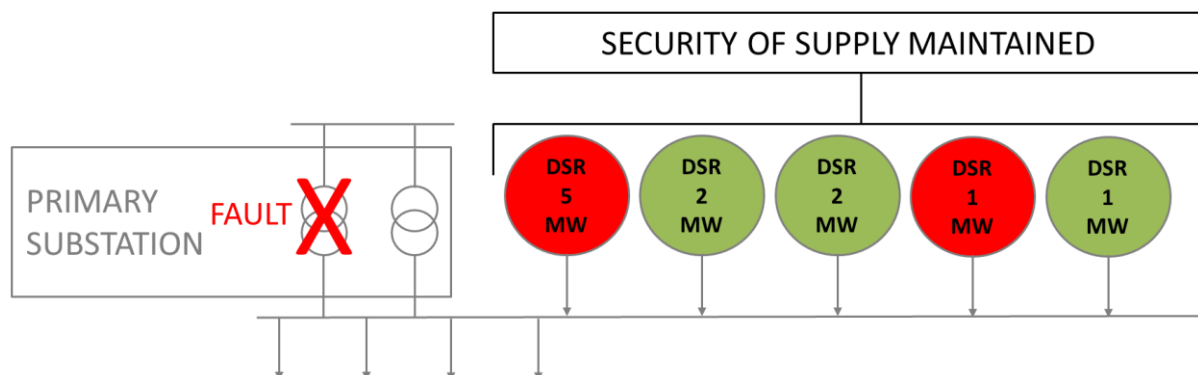 SECURITY OF SUPPLY MAINTAINED
PRIMARY
SUBSTATION
FAULT
X
DSR
5
MW
DSR
2
MW
DSR
2
MW
DSR
1
MW
DSR
1
MW